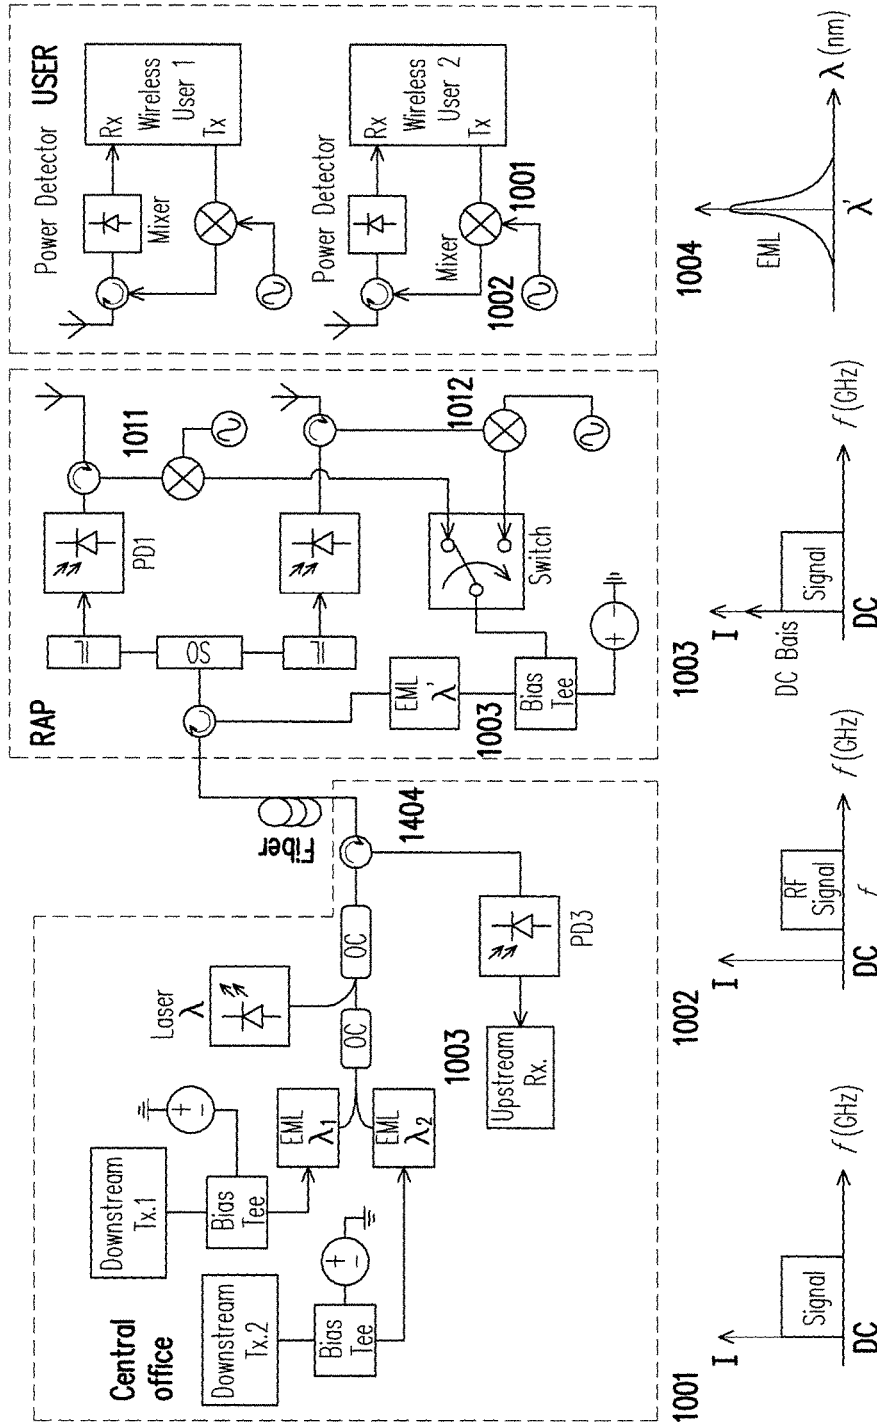 Central
office
Downstream
Tx.1
Downstream
Tx.2
Bias
Tee
+
−
Bias
Tee
+
−
EML
λ1
EML
λ2
Laser
λ
OC
OC
1003
Upstream
Rx.
PD3
1404
Fiber
RAP
IL
SO
IL
PD1
1011
1012
EML
λ'
1003
Bias
Tee
+ −
Switch
USER
Power Detector
Rx
Wireless
User 1
Tx
Mixer
Power Detector
Rx
Wireless
User 2
Tx
Mixer
1001
1002
1001
I
Signal
DC
f (GHz)
1002
I
RF
Signal
DC
f
f (GHz)
1003
I
DC Bais
Signal
DC
f (GHz)
1004
EML
λ'
λ (nm)